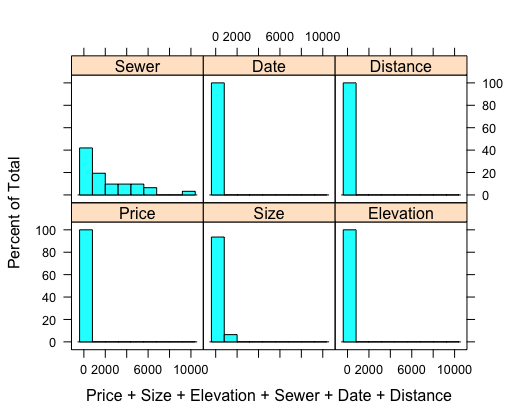 0 2000 6000 10000
Sewer Date Distance
100
80
60
40
20
0
Price Size Elevation
100
80
60
40
20
0
Percent of Total
0 2000 6000 10000 0 2000 6000 10000
Price + Size + Elevation + Sewer + Date + Distance